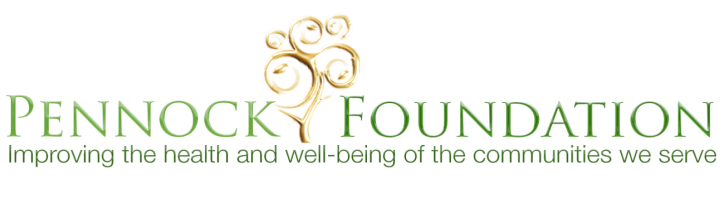 PENNOCK FOUNDATION
Improving the health and well-being of the communities we serve